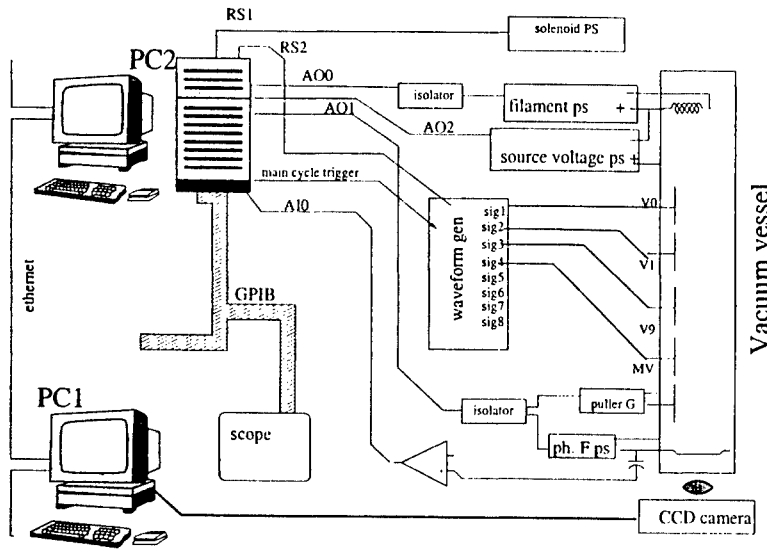 RS1
solenoid PS
PC2
RS2
AO0
isolator
filament ps
+
AO1
AO2
source voltage ps +
main cycle trigger
AI0
waveform gen
sig1
sig2
sig3
sig4
sig5
sig6
sig7
sig8
V0
V1
V9
MV
Vacuum vessel
ethernet
GPIB
PC1
scope
isolator
puller G
ph. F ps
CCD camera